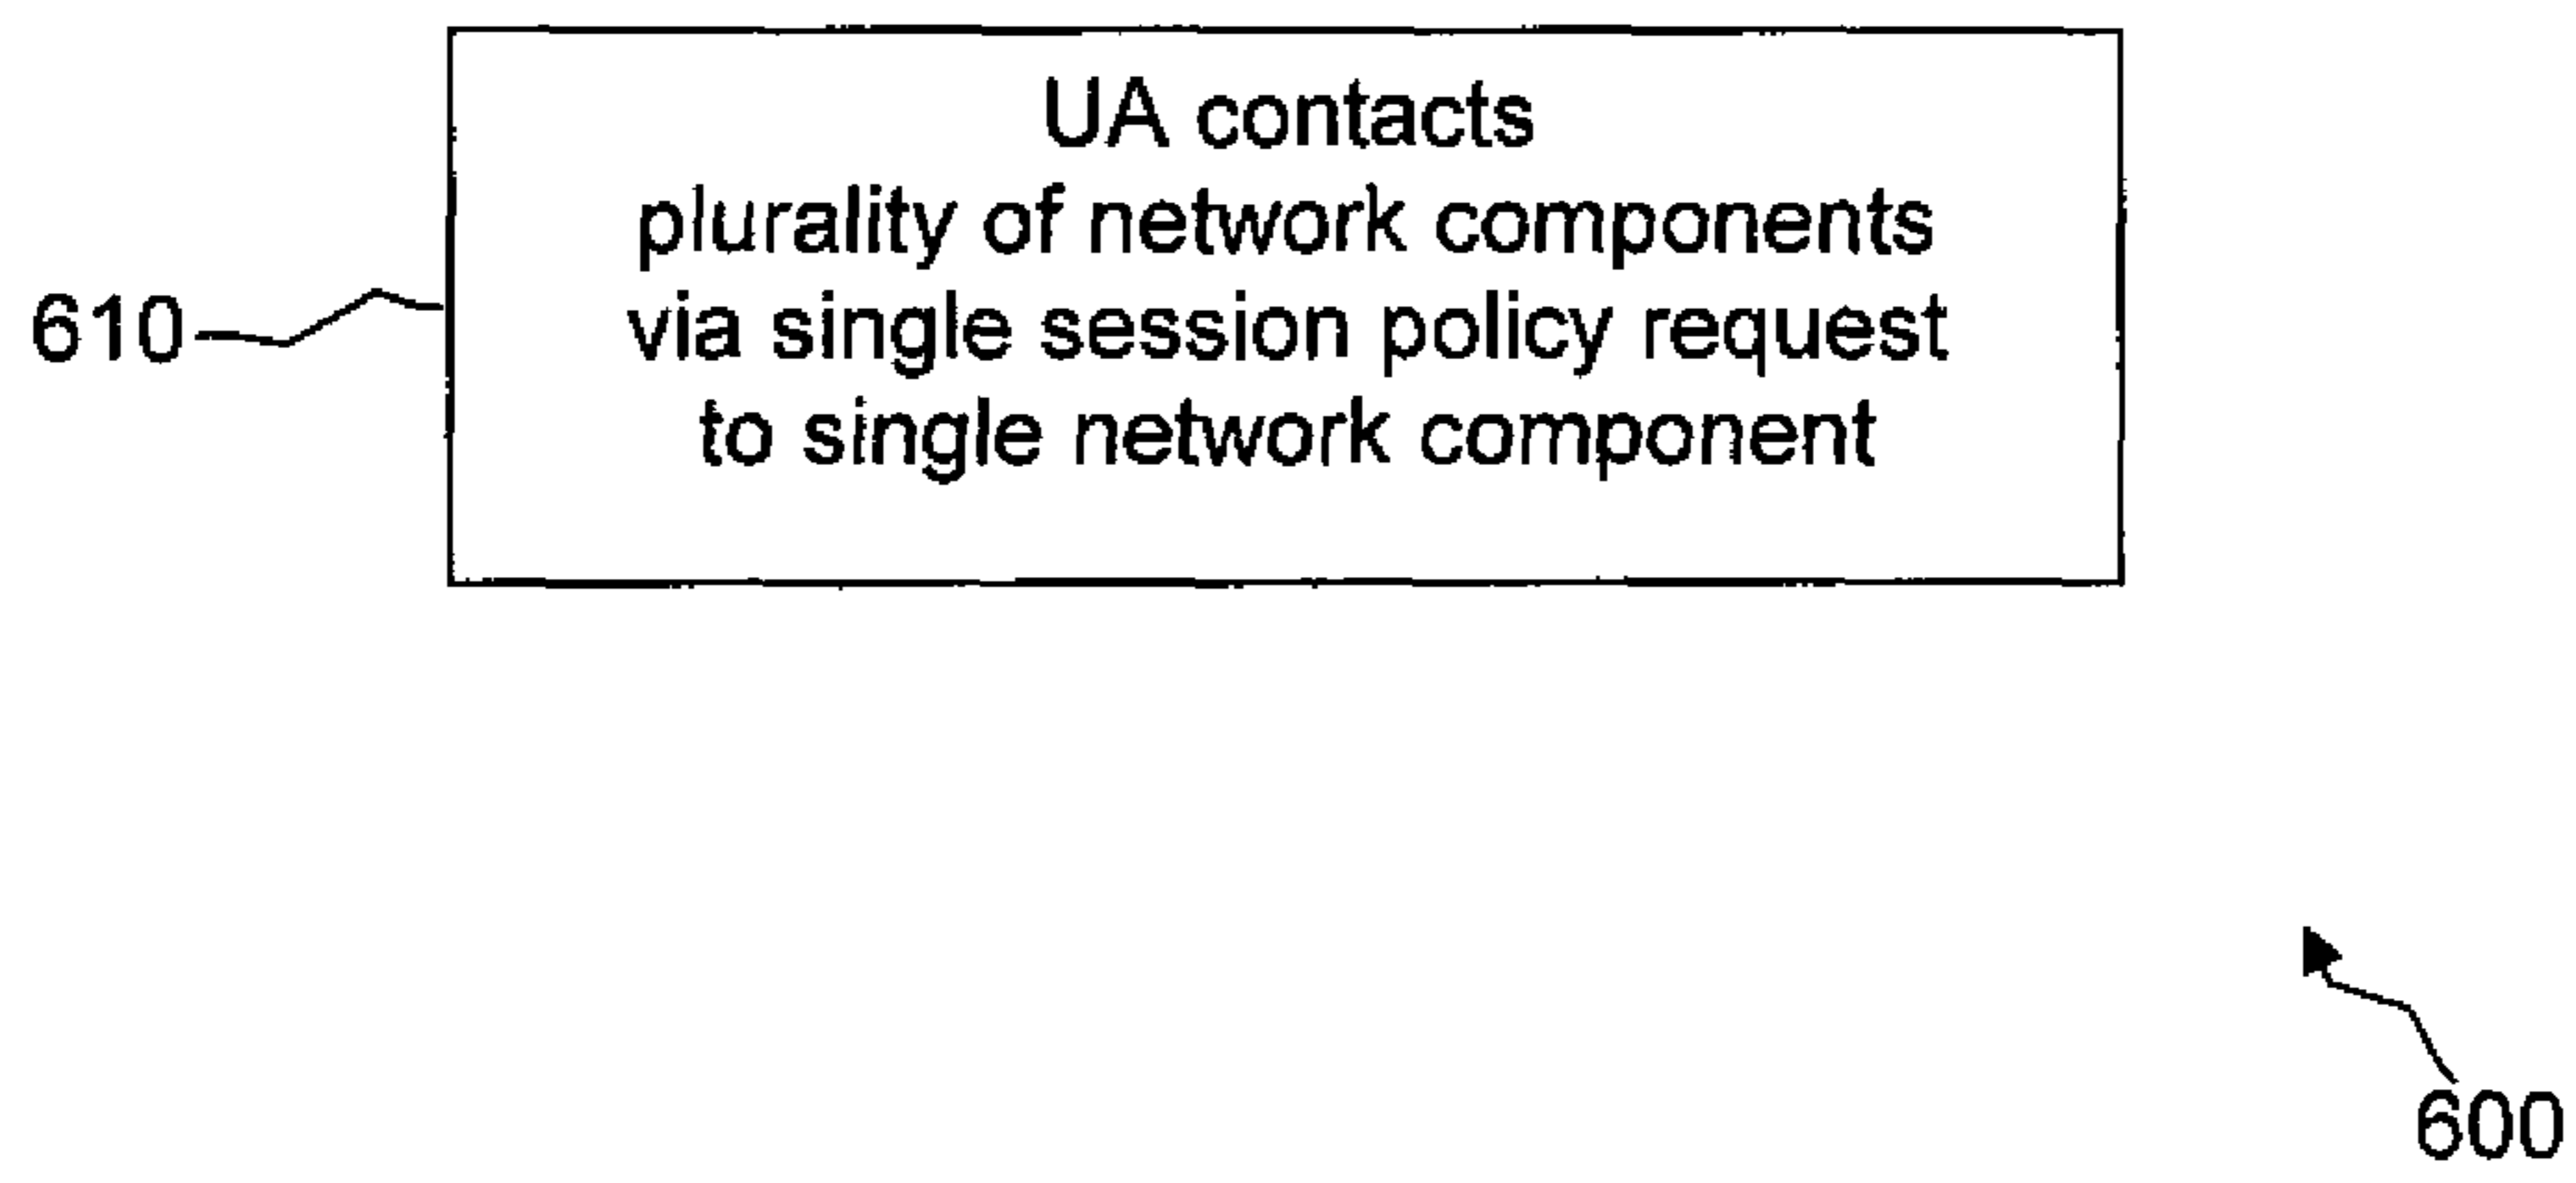 UA contacts
plurality of network components
via single session policy request
to single network component
610
600